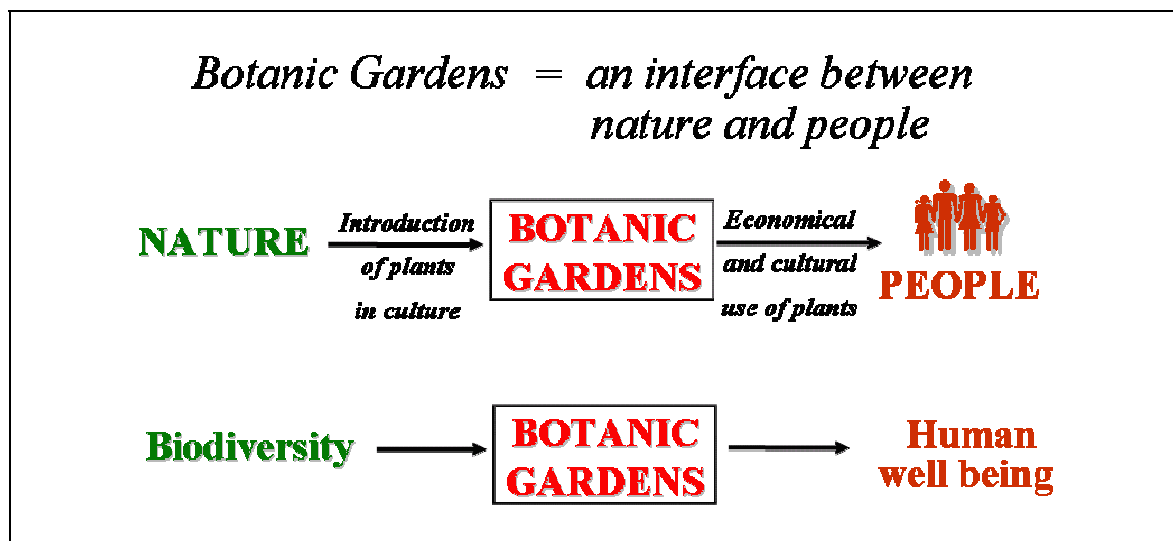 Botanic Gardens = an interface between
nature and people
NATURE
Introduction
of plants
in culture
BOTANIC
GARDENS
Economical
and cultural
use of plants
PEOPLE
Biodiversity
BOTANIC
GARDENS
Human
well being